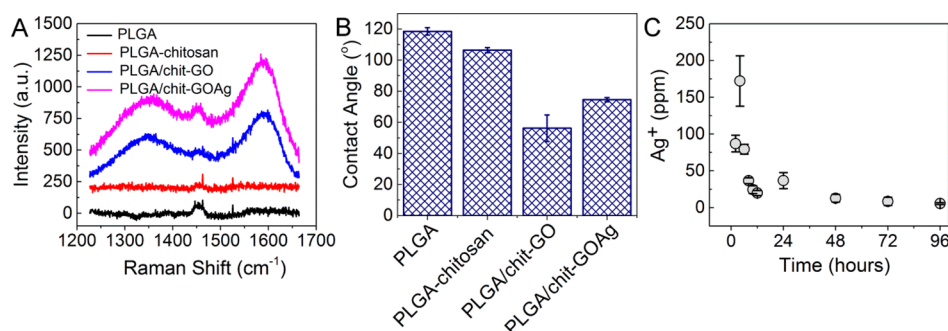 A
1500
1250
1000
750
500
250
0
Intensity (a.u.)
PLGA
PLGA-chitosan
PLGA/chit-GO
PLGA/chit-GOAg
1200 1300 1400 1500 1600 1700
Raman Shift (cm-1)
B
120
100
80
60
40
20
0
Contact Angle (°)
PLGA
PLGA-chitosan
PLGA/chit-GO
PLGA/chit-GOAg
C
250
200
150
100
50
0
Ag+ (ppm)
0 24 48 72 96
Time (hours)